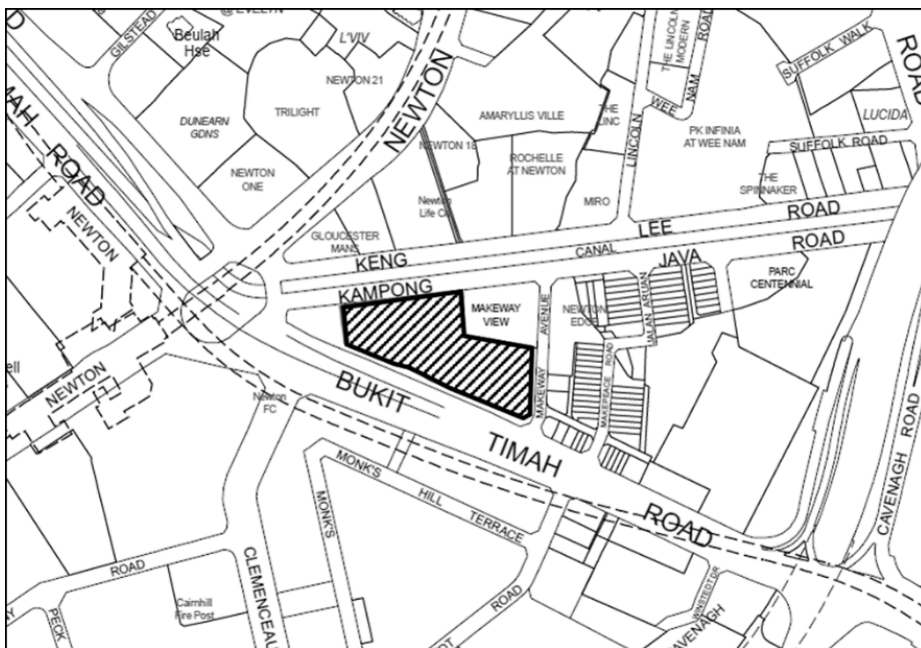 GILSTEAD
Beulah
Hse
L'VIV
NEWTON 21
TRILIGHT
DUNEARN
GDNS
NEWTON
ONE
NEWTON
ROAD
NEWTON
NEWTON
AMARYLLIS VILLE
NEWTON 18
ROCHELLE
AT NEWTON
THE
LINC
THE LINCOLN
MODERN
ROAD
WEE
NAM
LINCOLN
PK INFINIA
AT WEE NAM
SUFFOLK WALK
LUCIDA
SUFFOLK ROAD
THE
SPINNAKER
MIRO
GLOUCESTER
MANS
KENG
LEE
ROAD
CANAL
KAMPONG
JAVA
ROAD
PARC
CENTENNIAL
MAKEWAY
VIEW
MAKEWAY
AVENUE
MAKEPEACE ROAD
BUKIT
TIMAH
ROAD
Newton
FC
MONK'S
HILL
TERRACE
MONK'S
CLEMENCEAU
ROAD
Cairnhill
Fire Post
PECK
ROAD
WINSTEDT DR
CAVENAGH
CAVENAGH
ROAD